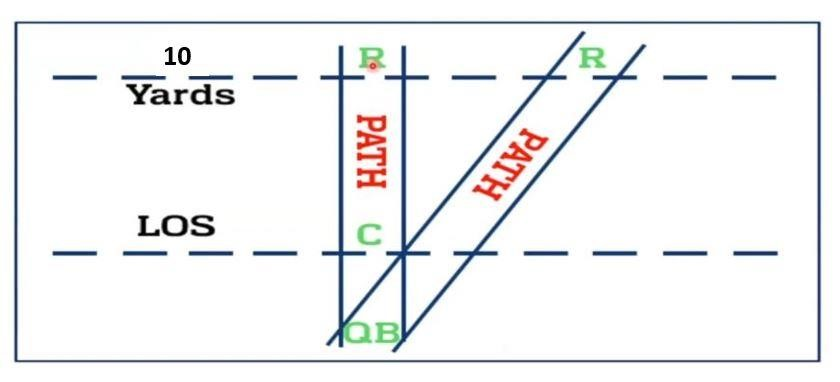 10 R R
Yards
PATH PATH
LOS C
QB